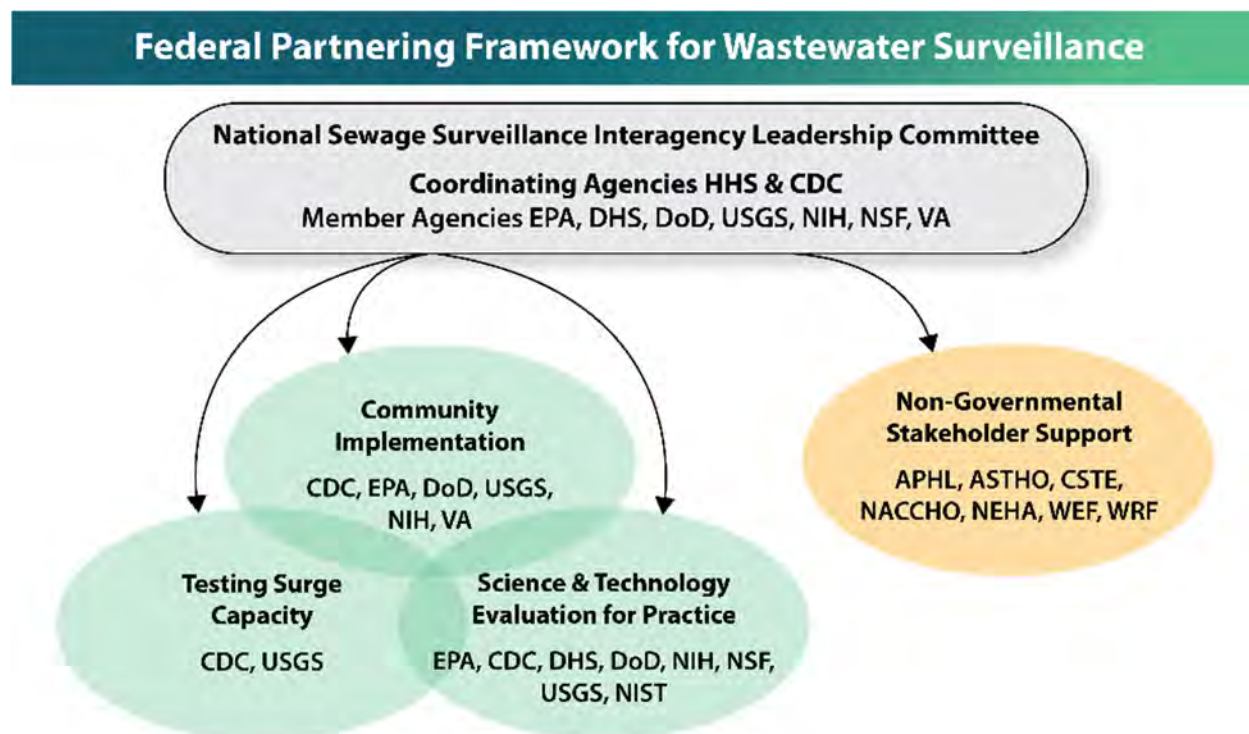 Federal Partnering Framework for Wastewater Surveillance
National Sewage Surveillance Interagency Leadership Committee
Coordinating Agencies HHS & CDC
Member Agencies EPA, DHS, DoD, USGS, NIH, NSF, VA
Community
Implementation
CDC, EPA, DoD, USGS,
NIH, VA
Non-Governmental
Stakeholder Support
APHL, ASTHO, CSTE,
NACCHO, NEHA, WEF, WRF
Testing Surge
Capacity
CDC, USGS
Science & Technology
Evaluation for Practice
EPA, CDC, DHS, DoD, NIH, NSF,
USGS, NIST